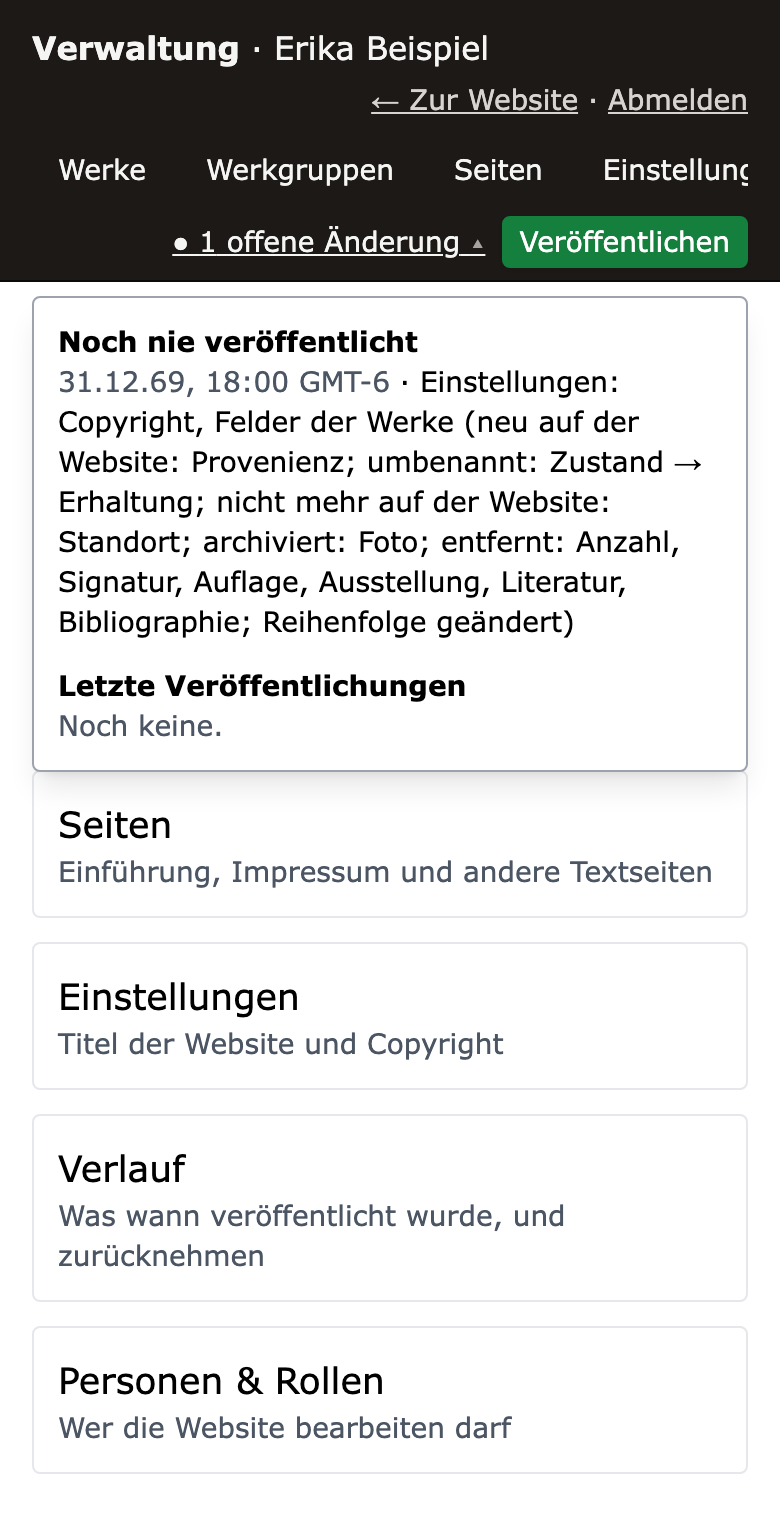 Verwaltung · Erika Beispiel
← Zur Website · Abmelden
Werke Werkgruppen Seiten Einstellung
● 1 offene Änderung ▲ Veröffentlichen
Noch nie veröffentlicht
31.12.69, 18:00 GMT-6 · Einstellungen:
Copyright, Felder der Werke (neu auf der
Website: Provenienz; umbenannt: Zustand →
Erhaltung; nicht mehr auf der Website:
Standort; archiviert: Foto; entfernt: Anzahl,
Signatur, Auflage, Ausstellung, Literatur,
Bibliographie; Reihenfolge geändert)
Letzte Veröffentlichungen
Noch keine.
Seiten
Einführung, Impressum und andere Textseiten
Einstellungen
Titel der Website und Copyright
Verlauf
Was wann veröffentlicht wurde, und
zurücknehmen
Personen & Rollen
Wer die Website bearbeiten darf